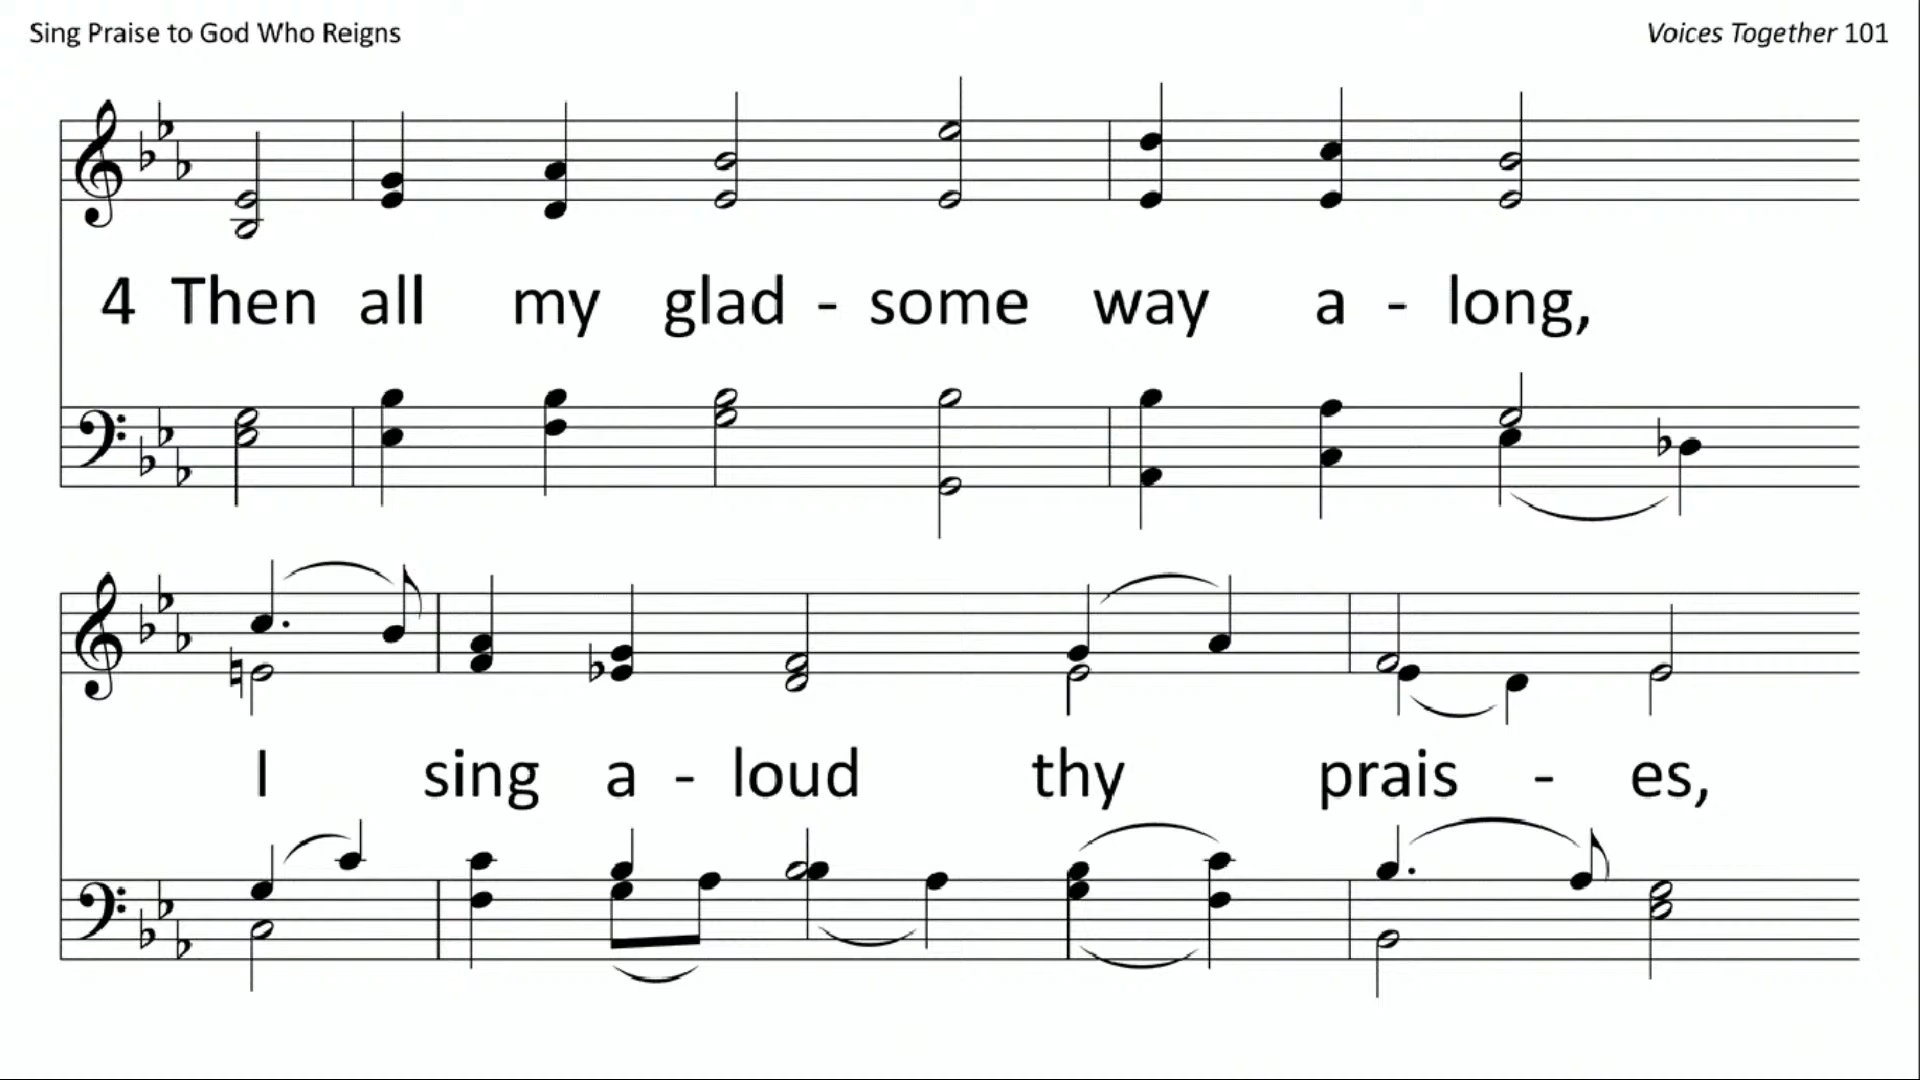 Sing Praise to God Who Reigns
Voices Together 101
4 Then all my glad - some way a - long,
I sing a - loud thy prais - es,